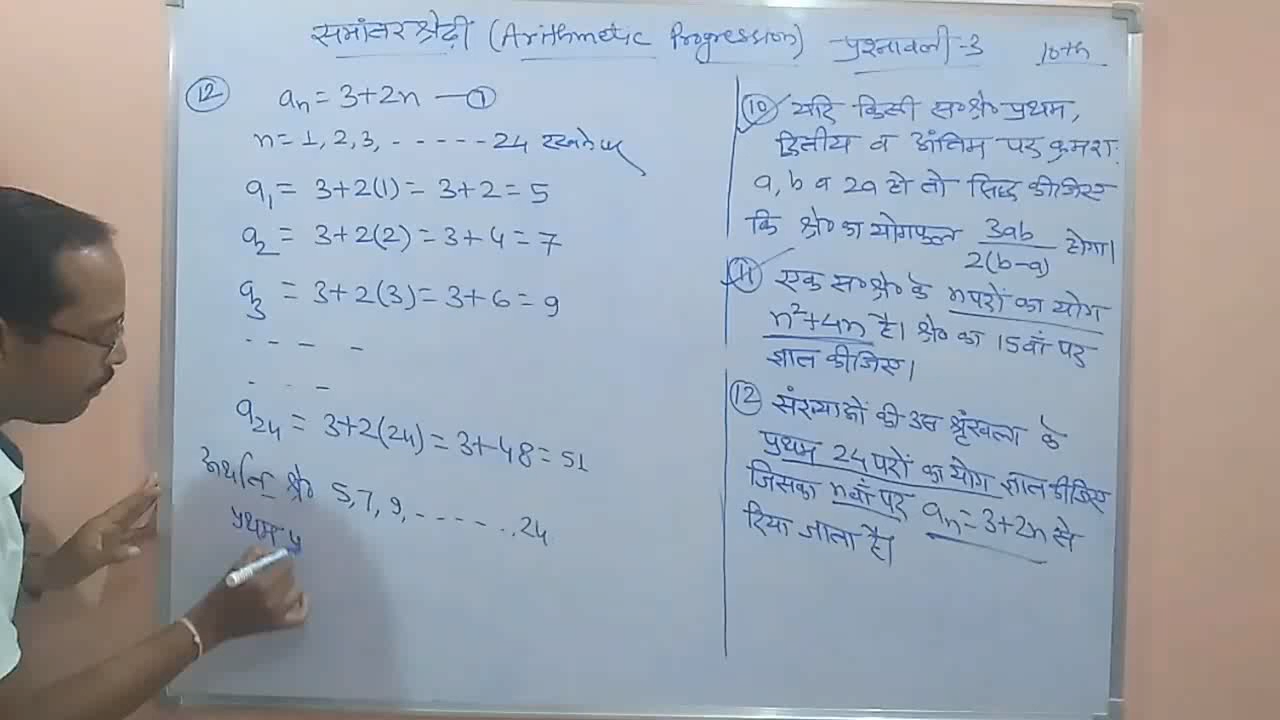 समांतर श्रेढ़ी (Arithmetic Progression) प्रश्नावली-3 10th
(12) aₙ = 3+2n —(1)
n = 1, 2, 3, ------ 24 रखने पर
a₁ = 3+2(1) = 3+2 = 5
a₂ = 3+2(2) = 3+4 = 7
a₃ = 3+2(3) = 3+6 = 9
- - - -
- - -
a₂₄ = 3+2(24) = 3+48 = 51
अर्थात श्रे० 5, 7, 9, ------. 24
प्रथम प
(10) यदि किसी स०श्रे० प्रथम,
द्वितीय व अंतिम पद क्रमशः
a, b व 2a हो तो सिद्ध कीजिए
कि श्रे० का योगफल 3ab/2(b-a) होगा।
(11) एक स०श्रे० के n पदों का योग
n²+4n है। श्रे० का 15वाँ पद
ज्ञात कीजिए।
(12) संख्याओं की उस श्रृंखला के
प्रथम 24 पदों का योग ज्ञात कीजिए
जिसका nवाँ पद aₙ = 3+2n से
दिया जाता है।